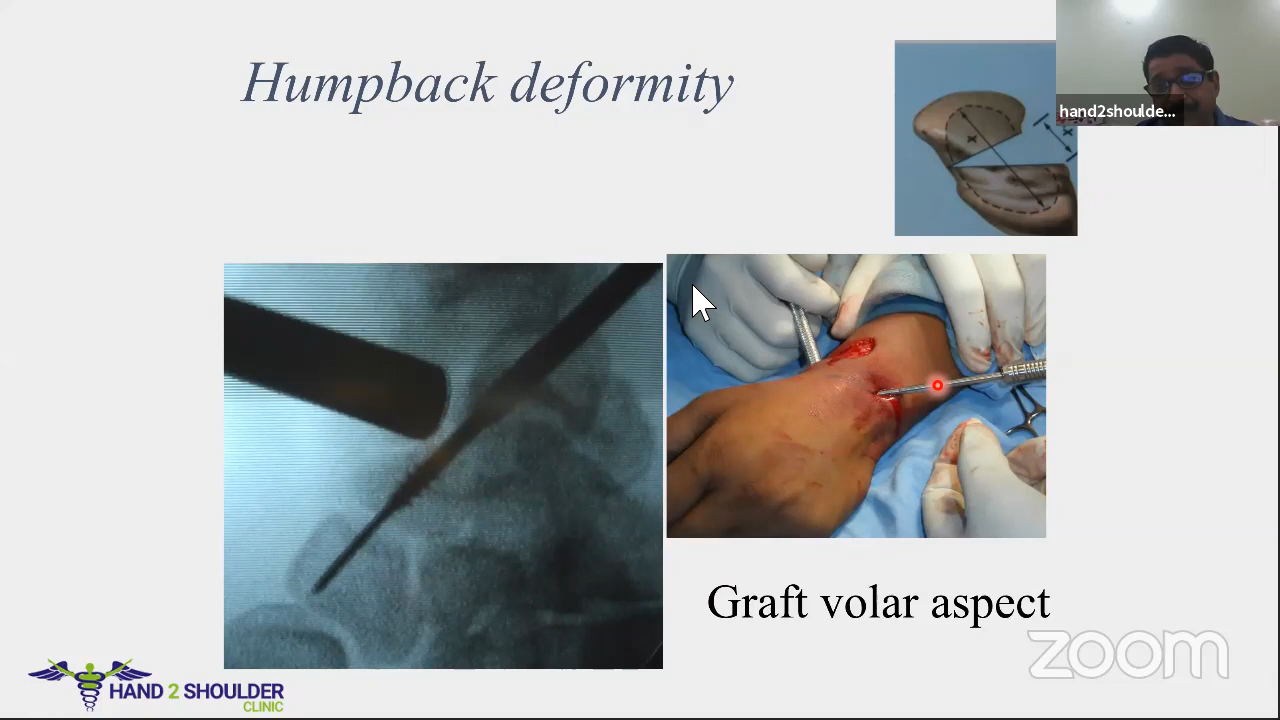 Humpback deformity
hand2shoulde...
x
x
Graft volar aspect
zoom
HAND 2 SHOULDER
CLINIC